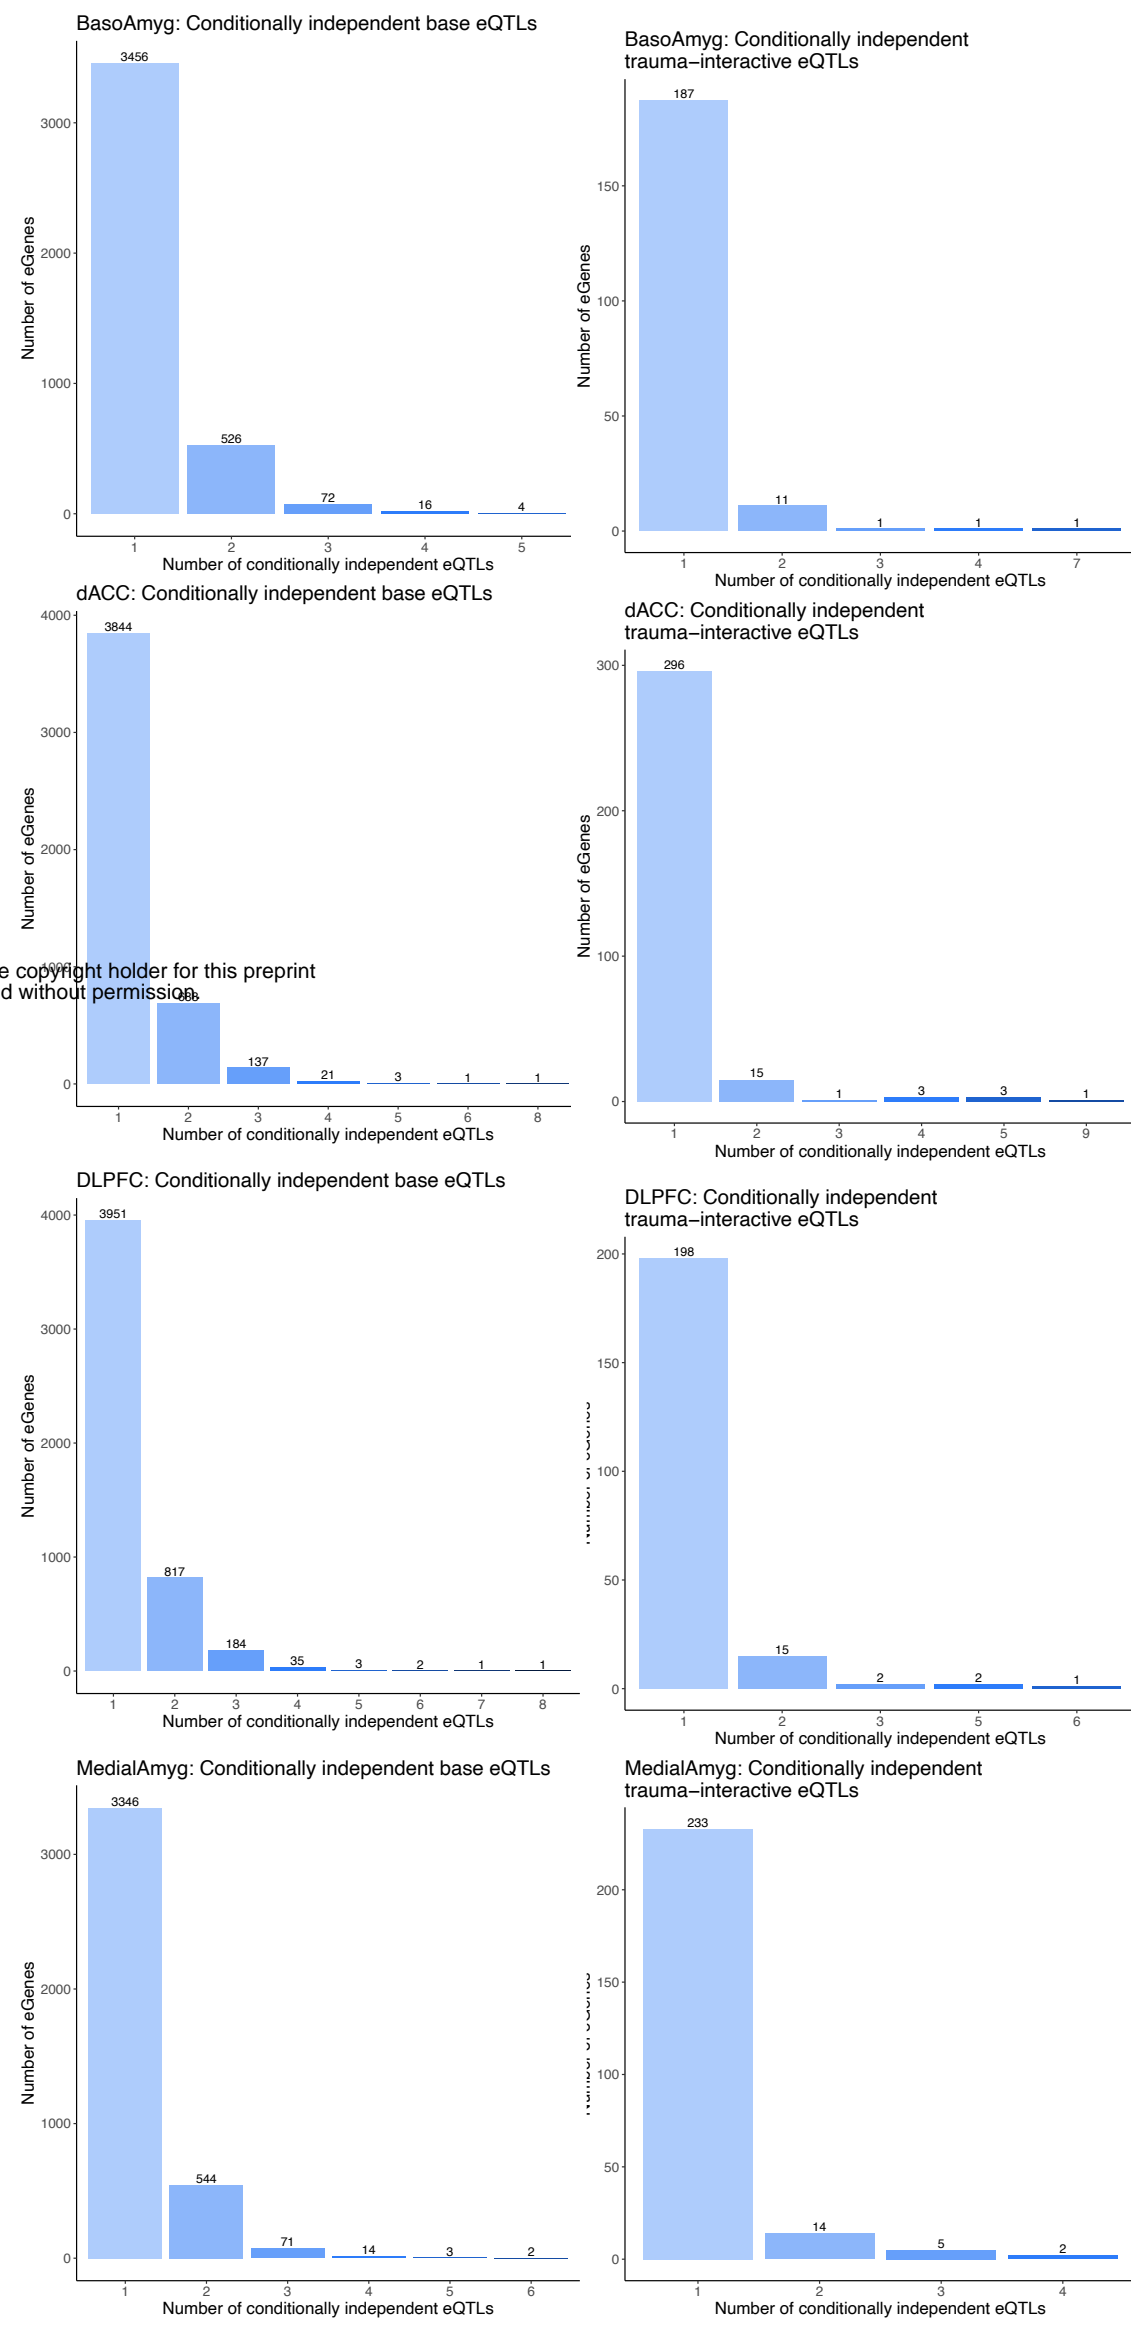 BasoAmyg: Conditionally independent base eQTLs
Number of eGenes
3000
2000
1000
0
3456
526
72
16
4
1 2 3 4 5
Number of conditionally independent eQTLs
BasoAmyg: Conditionally independent
trauma−interactive eQTLs
Number of eGenes
150
100
50
0
187
11
1
1
1
1 2 3 4 7
Number of conditionally independent eQTLs
dACC: Conditionally independent base eQTLs
Number of eGenes
4000
3000
2000
1000
0
3844
688
137
21
3
1
1
1 2 3 4 5 6 8
Number of conditionally independent eQTLs
e copyright holder for this preprint
d without permission.
dACC: Conditionally independent
trauma−interactive eQTLs
Number of eGenes
300
200
100
0
296
15
1
3
3
1
1 2 3 4 5 9
Number of conditionally independent eQTLs
DLPFC: Conditionally independent base eQTLs
Number of eGenes
4000
3000
2000
1000
0
3951
817
184
35
3
2
1
1
1 2 3 4 5 6 7 8
Number of conditionally independent eQTLs
DLPFC: Conditionally independent
trauma−interactive eQTLs
Number of eGenes
200
150
100
50
0
198
15
2
2
1
1 2 3 5 6
Number of conditionally independent eQTLs
MedialAmyg: Conditionally independent base eQTLs
Number of eGenes
3000
2000
1000
0
3346
544
71
14
3
2
1 2 3 4 5 6
Number of conditionally independent eQTLs
MedialAmyg: Conditionally independent
trauma−interactive eQTLs
Number of eGenes
200
150
100
50
0
233
14
5
2
1 2 3 4
Number of conditionally independent eQTLs